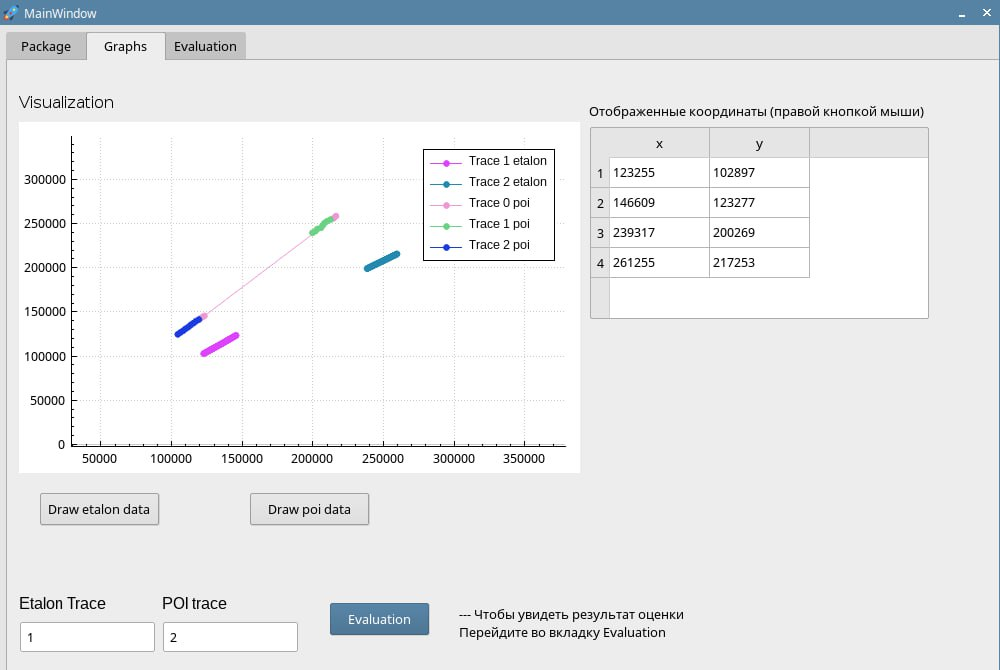 MainWindow
Package Graphs Evaluation
Visualization
Отображенные координаты (правой кнопкой мыши)
300000
250000
200000
150000
100000
50000
0
50000 100000 150000 200000 250000 300000 350000
Trace 1 etalon
Trace 2 etalon
Trace 0 poi
Trace 1 poi
Trace 2 poi
x y
1 123255 102897
2 146609 123277
3 239317 200269
4 261255 217253
Draw etalon data Draw poi data
Etalon Trace POI trace
1 2
Evaluation
--- Чтобы увидеть результат оценки
Перейдите во вкладку Evaluation